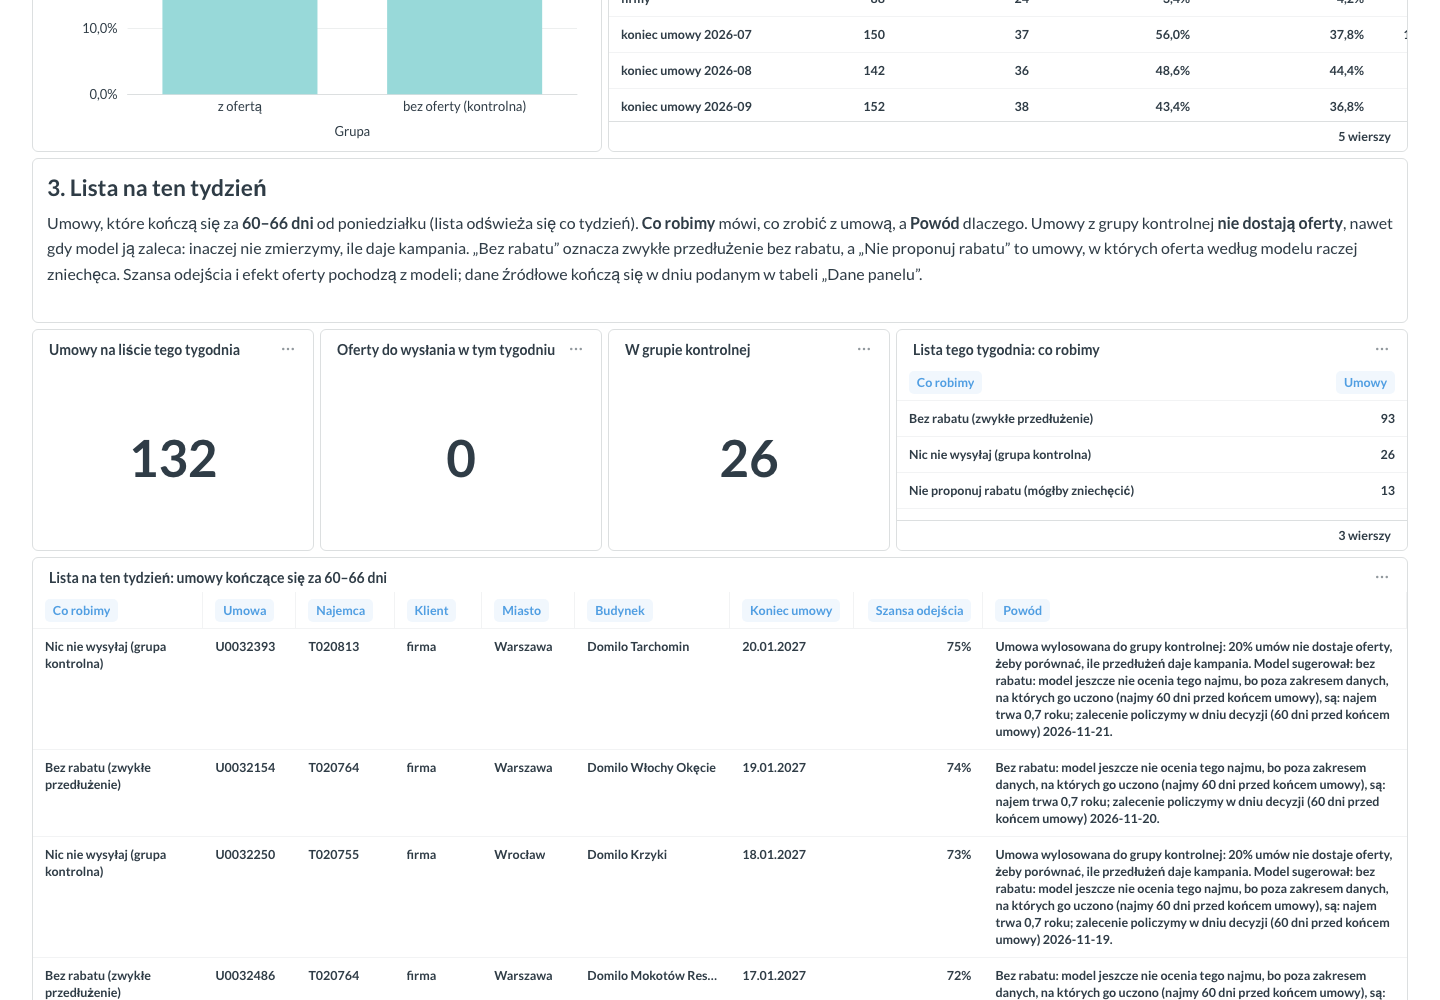 10,0%
0,0%
z ofertą
bez oferty (kontrolna)
Grupa
koniec umowy 2026-07 150 37 56,0% 37,8%
koniec umowy 2026-08 142 36 48,6% 44,4%
koniec umowy 2026-09 152 38 43,4% 36,8%
5 wierszy
3. Lista na ten tydzień
Umowy, które kończą się za 60–66 dni od poniedziałku (lista odświeża się co tydzień). Co robimy mówi, co zrobić z umową, a Powód dlaczego. Umowy z grupy kontrolnej nie dostają oferty, nawet
gdy model ją zaleca: inaczej nie zmierzymy, ile daje kampania. „Bez rabatu” oznacza zwykłe przedłużenie bez rabatu, a „Nie proponuj rabatu” to umowy, w których oferta według modelu raczej
zniechęca. Szansa odejścia i efekt oferty pochodzą z modeli; dane źródłowe kończą się w dniu podanym w tabeli „Dane panelu”.
Umowy na liście tego tygodnia
132
Oferty do wysłania w tym tygodniu
0
W grupie kontrolnej
26
Lista tego tygodnia: co robimy
Co robimy Umowy
Bez rabatu (zwykłe przedłużenie) 93
Nic nie wysyłaj (grupa kontrolna) 26
Nie proponuj rabatu (mógłby zniechęcić) 13
3 wierszy
Lista na ten tydzień: umowy kończące się za 60–66 dni
Co robimy Umowa Najemca Klient Miasto Budynek Koniec umowy Szansa odejścia Powód
Nic nie wysyłaj (grupa
kontrolna)
U0032393 T020813 firma Warszawa Domilo Tarchomin 20.01.2027 75%
Umowa wylosowana do grupy kontrolnej: 20% umów nie dostaje oferty,
żeby porównać, ile przedłużeń daje kampania. Model sugerował: bez
rabatu: model jeszcze nie ocenia tego najmu, bo poza zakresem danych,
na których go uczono (najmy 60 dni przed końcem umowy), są: najem
trwa 0,7 roku; zalecenie policzymy w dniu decyzji (60 dni przed końcem
umowy) 2026-11-21.
Bez rabatu (zwykłe
przedłużenie)
U0032154 T020764 firma Warszawa Domilo Włochy Okęcie 19.01.2027 74%
Bez rabatu: model jeszcze nie ocenia tego najmu, bo poza zakresem
danych, na których go uczono (najmy 60 dni przed końcem umowy), są:
najem trwa 0,7 roku; zalecenie policzymy w dniu decyzji (60 dni przed
końcem umowy) 2026-11-20.
Nic nie wysyłaj (grupa
kontrolna)
U0032250 T020755 firma Wrocław Domilo Krzyki 18.01.2027 73%
Umowa wylosowana do grupy kontrolnej: 20% umów nie dostaje oferty,
żeby porównać, ile przedłużeń daje kampania. Model sugerował: bez
rabatu: model jeszcze nie ocenia tego najmu, bo poza zakresem danych,
na których go uczono (najmy 60 dni przed końcem umowy), są: najem
trwa 0,7 roku; zalecenie policzymy w dniu decyzji (60 dni przed końcem
umowy) 2026-11-19.
Bez rabatu (zwykłe
przedłużenie)
U0032486 T020764 firma Warszawa Domilo Mokotów Res... 17.01.2027 72%
Bez rabatu: model jeszcze nie ocenia tego najmu, bo poza zakresem
danych, na których go uczono (najmy 60 dni przed końcem umowy), są: